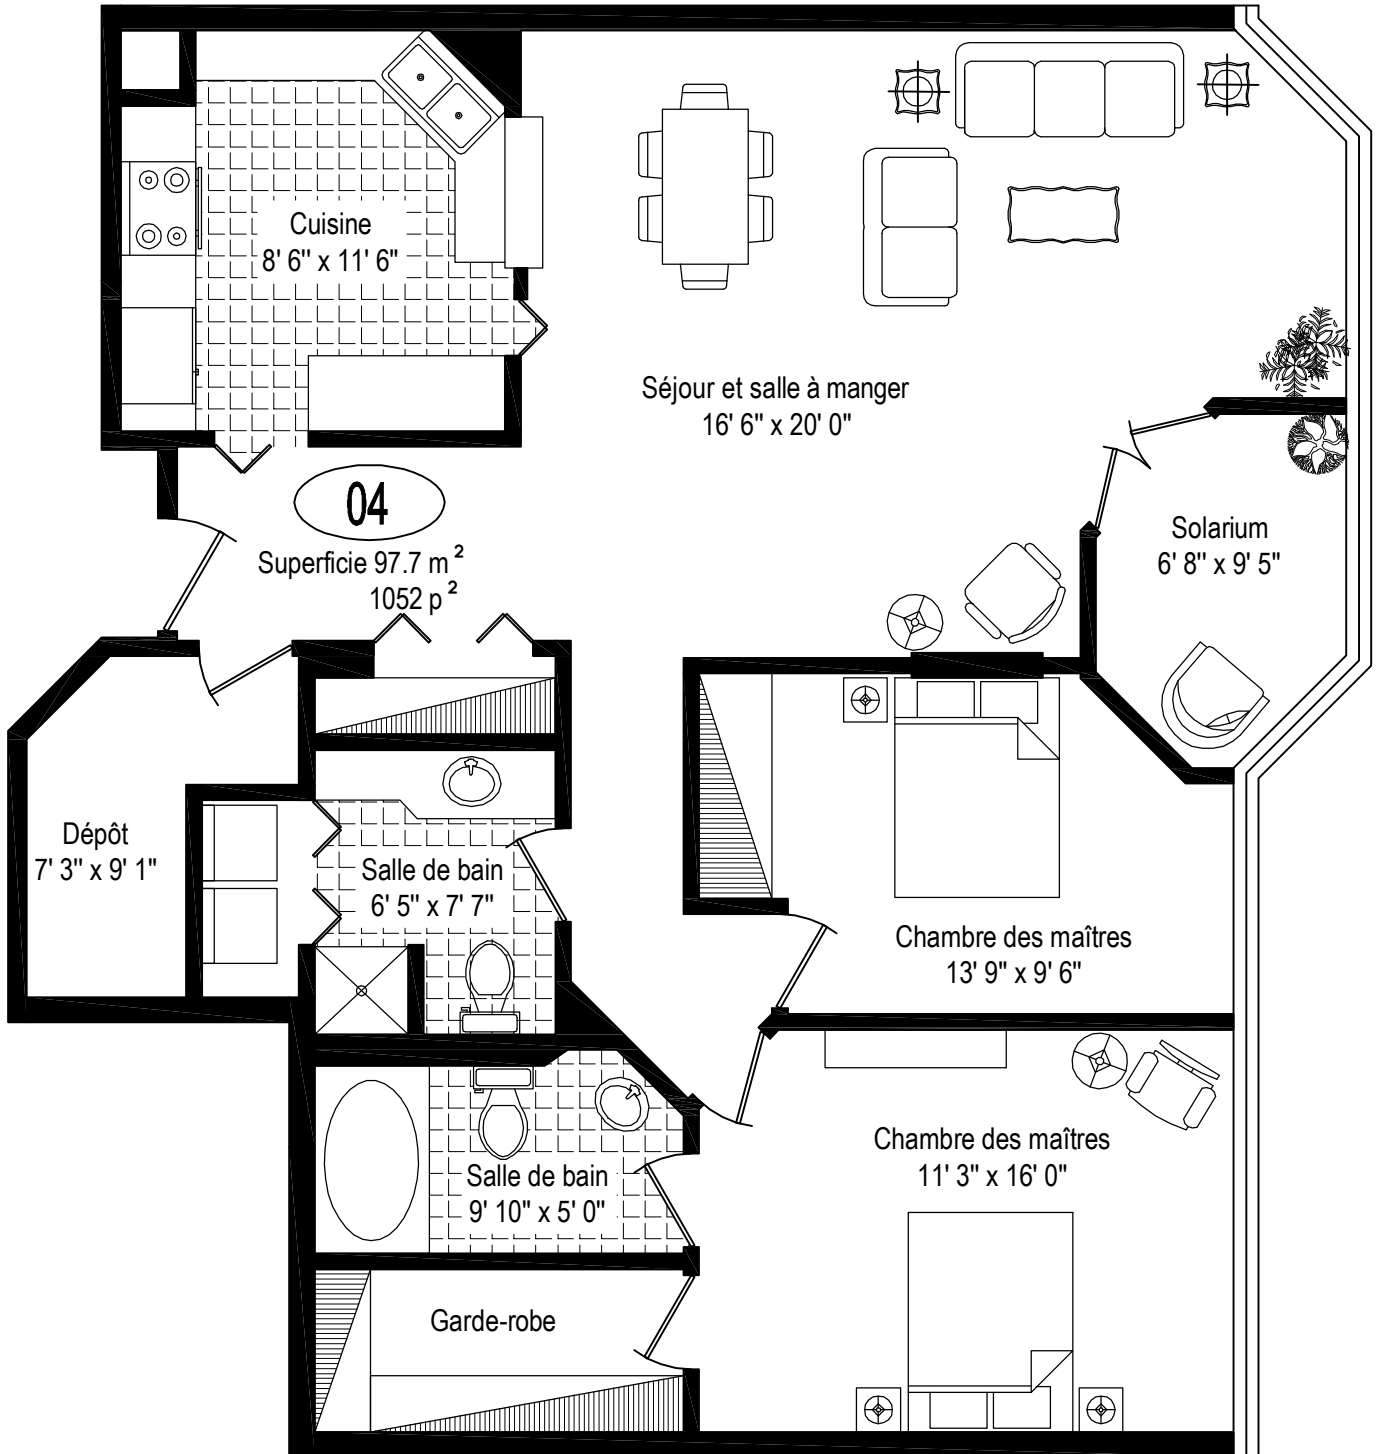 Cuisine
8' 6" x 11' 6"
Séjour et salle à manger
16' 6" x 20' 0"
04
Superficie 97.7 m²
1052 p²
Solarium
6' 8" x 9' 5"
Dépôt
7' 3" x 9' 1"
Salle de bain
6' 5" x 7' 7"
Chambre des maîtres
13' 9" x 9' 6"
Chambre des maîtres
11' 3" x 16' 0"
Salle de bain
9' 10" x 5' 0"
Garde-robe